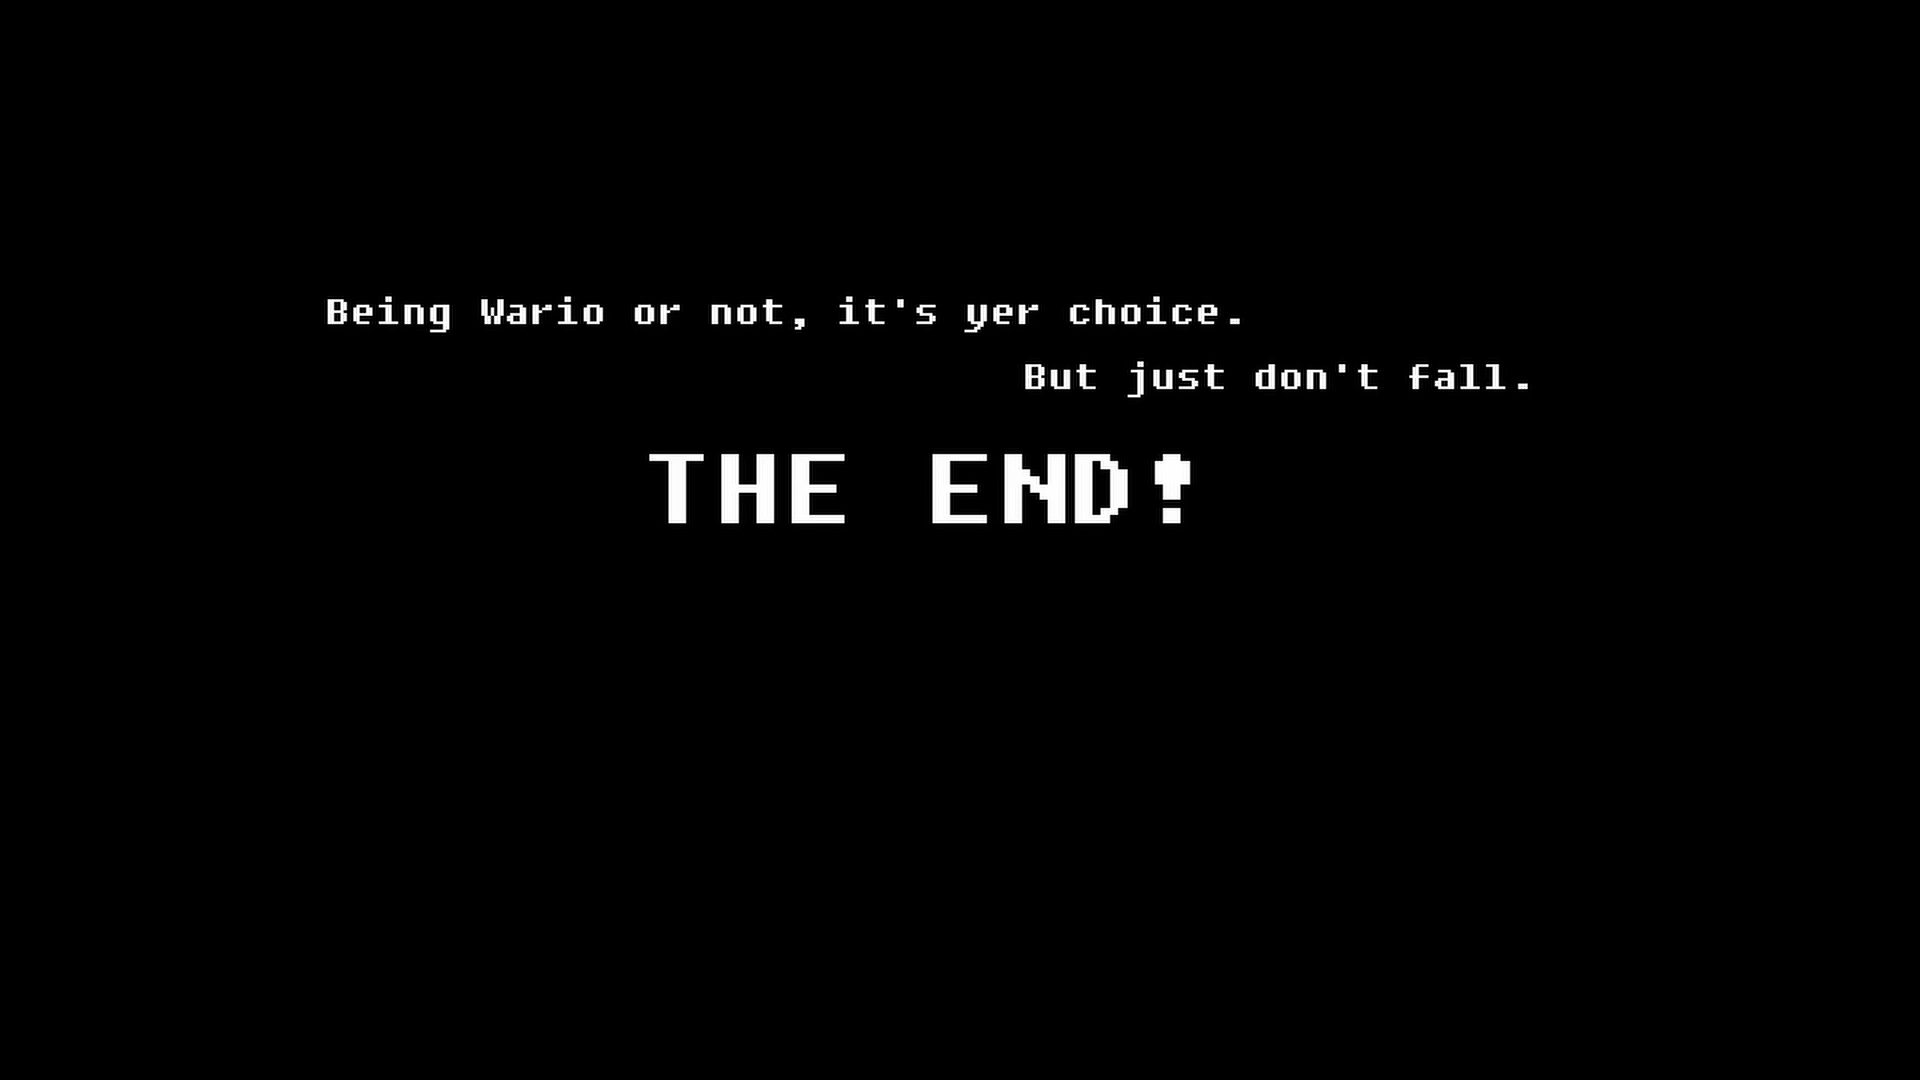 Being Wario or not, it's yer choice.
But just don't fall.
THE END!